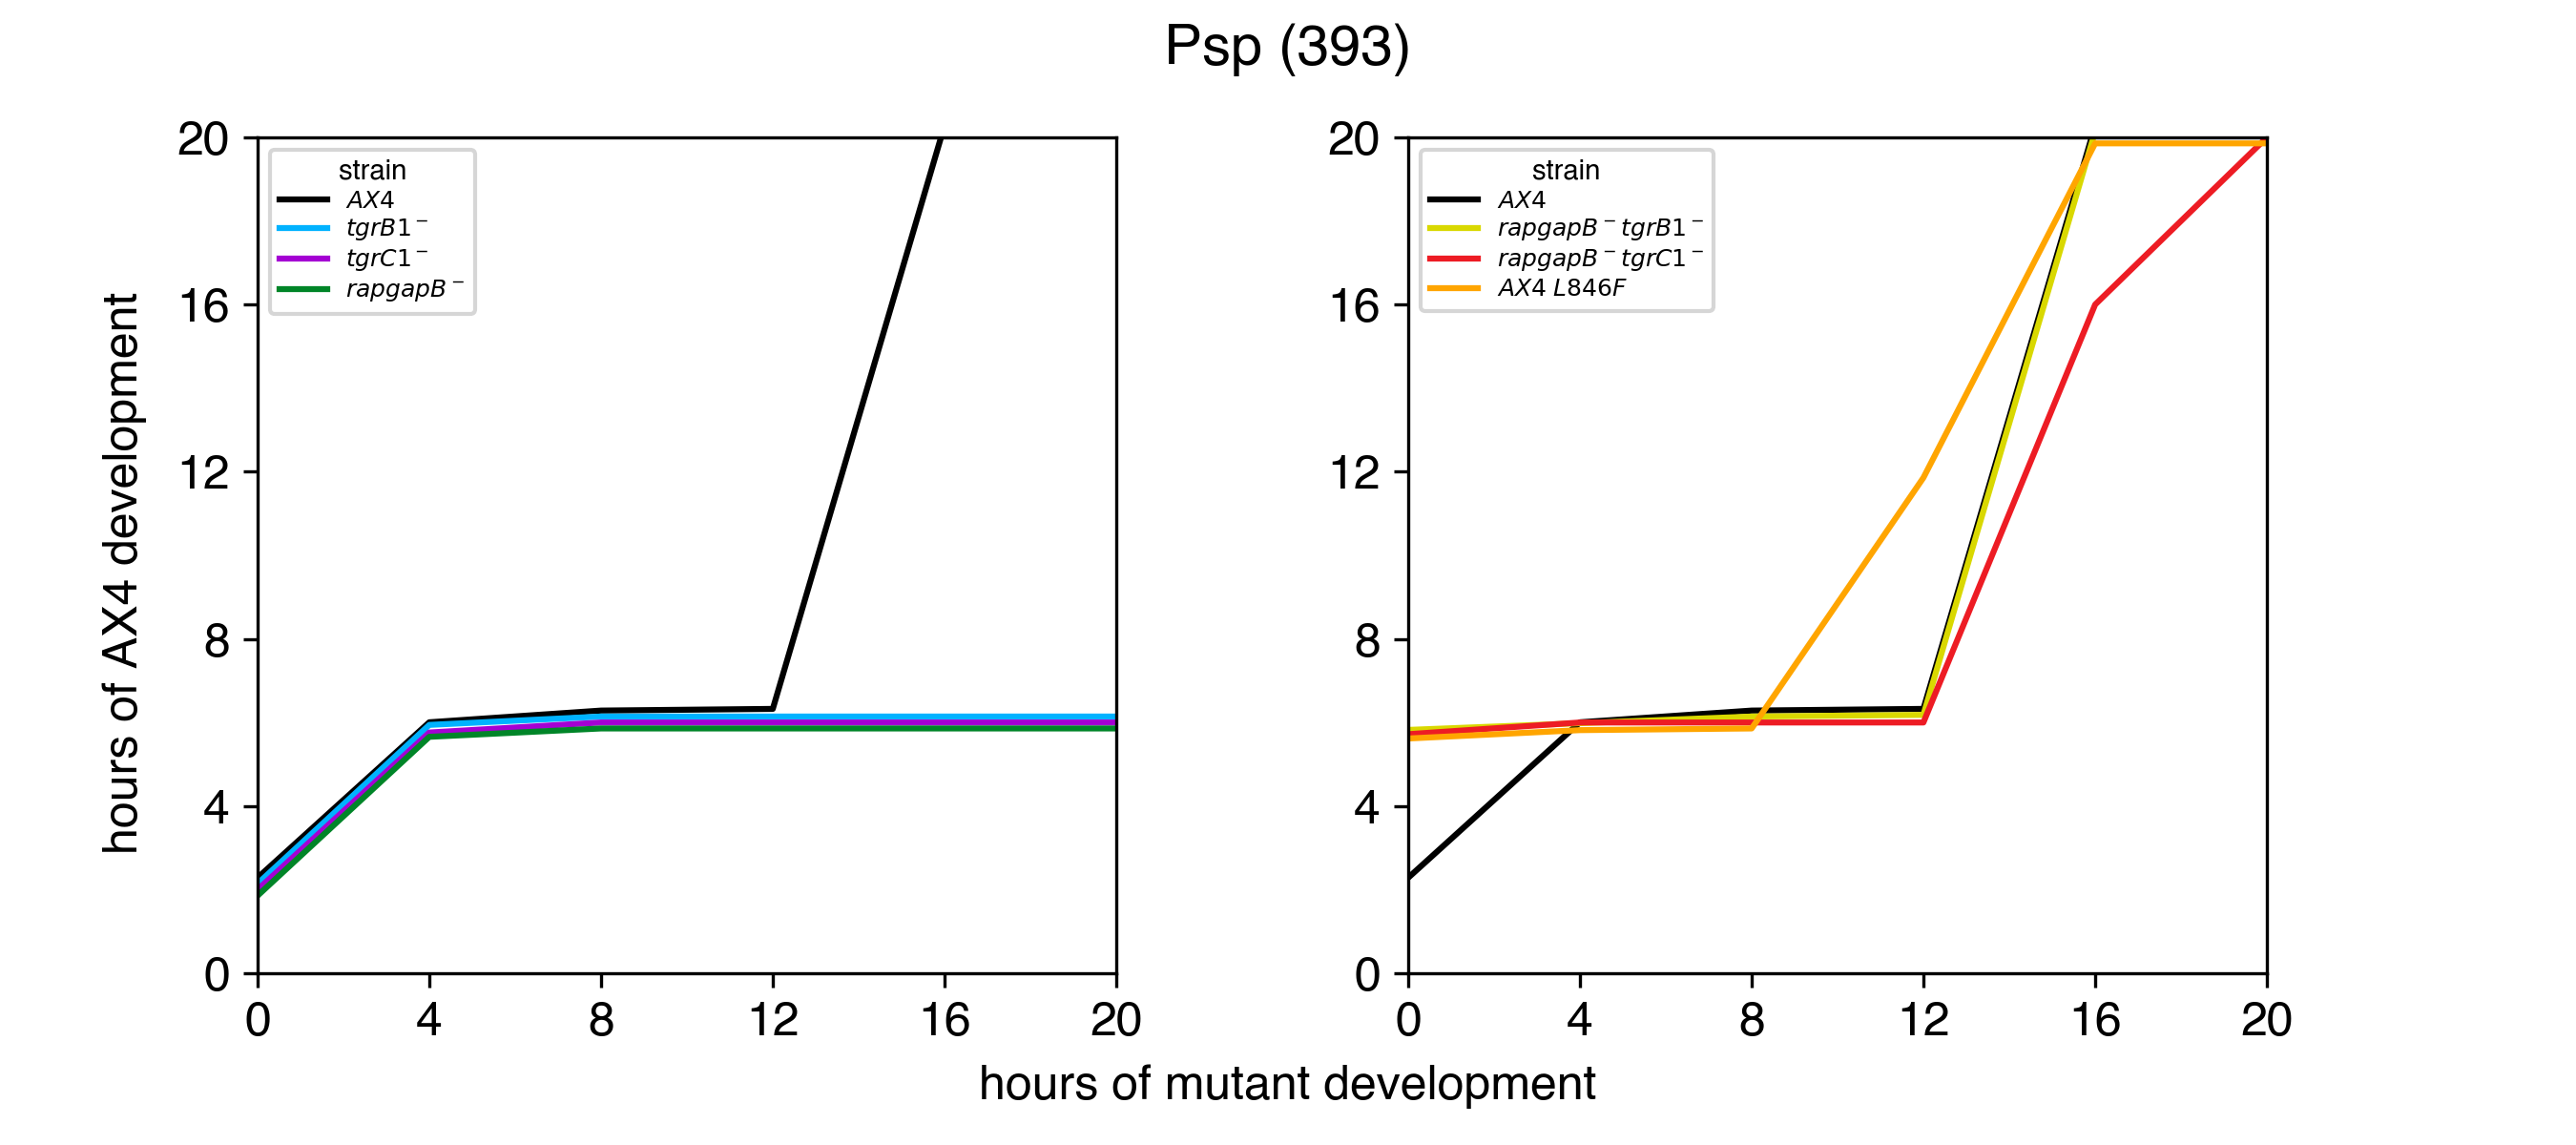 Psp (393)
hours of AX4 development
20
16
12
8
4
0
strain
AX4
tgrB1⁻
tgrC1⁻
rapgapB⁻
0 4 8 12 16 20
20
16
12
8
4
0
strain
AX4
rapgapB⁻tgrB1⁻
rapgapB⁻tgrC1⁻
AX4 L846F
0 4 8 12 16 20
hours of mutant development